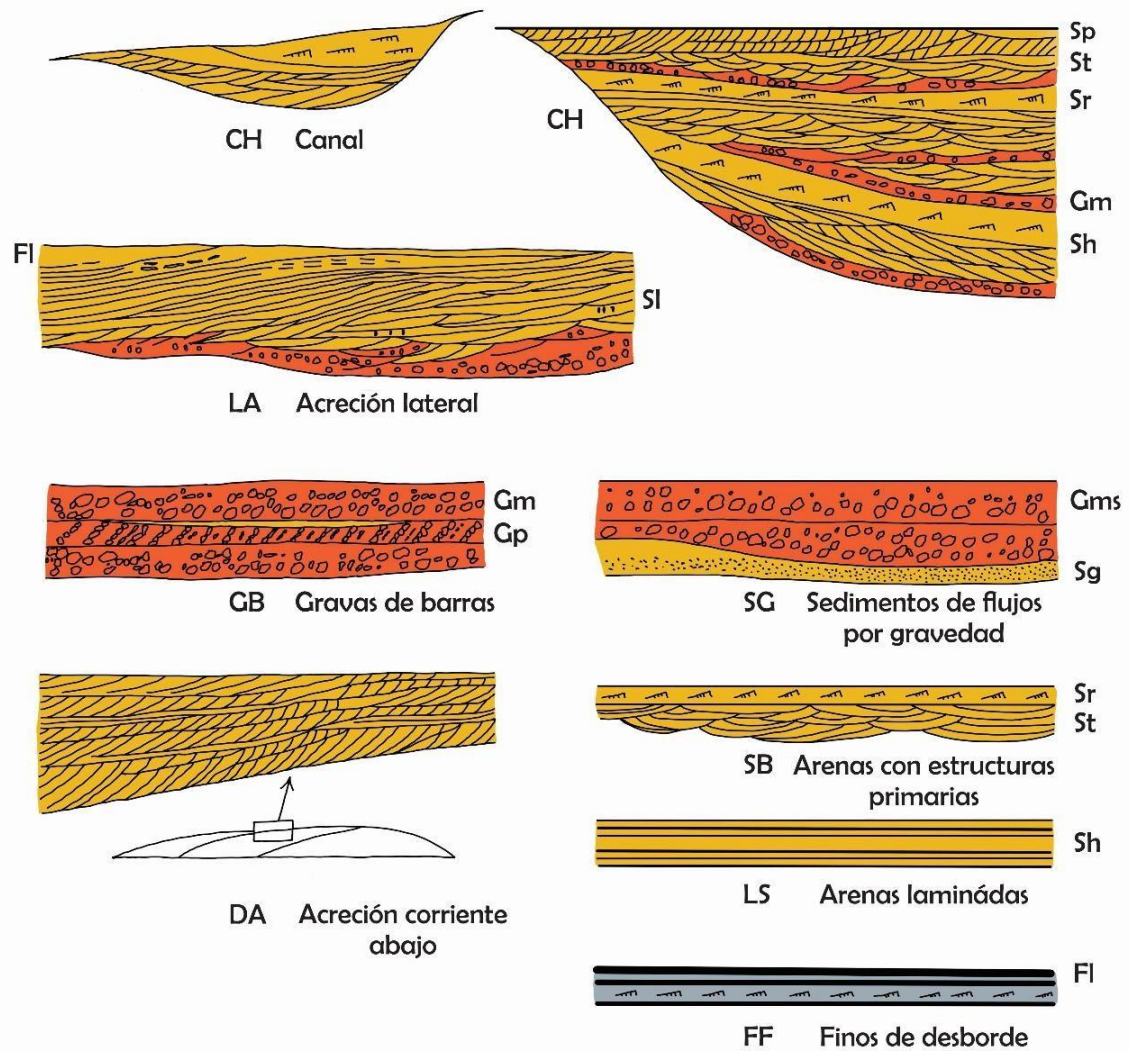 Sp
St
Sr
CH
CH Canal
Gm
Sh
Fl
Sl
LA Acreción lateral
Gm
Gp
GB Gravas de barras
Gms
Sg
SG Sedimentos de flujos
por gravedad
Sr
St
SB Arenas con estructuras
primarias
Sh
LS Arenas laminádas
DA Acreción corriente
abajo
Fl
FF Finos de desborde